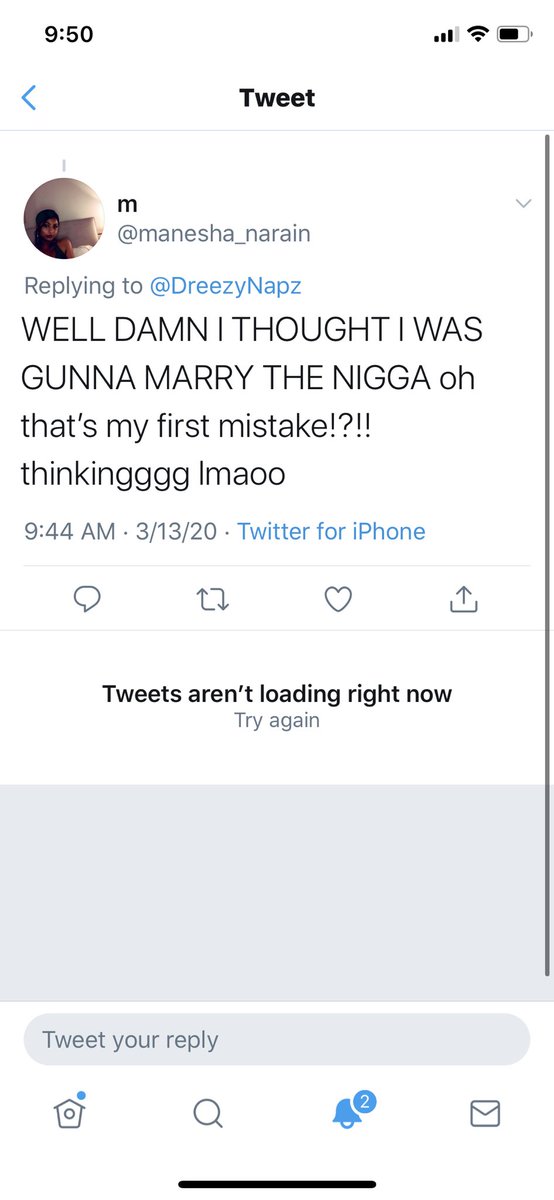 9:50
Tweet
m
@manesha_narain
Replying to @DreezyNapz
WELL DAMN I THOUGHT I WAS
GUNNA MARRY THE NIGGA oh
that’s my first mistake!?!!
thinkingggg lmaoo
9:44 AM · 3/13/20 · Twitter for iPhone
Tweets aren’t loading right now
Try again
Tweet your reply
2